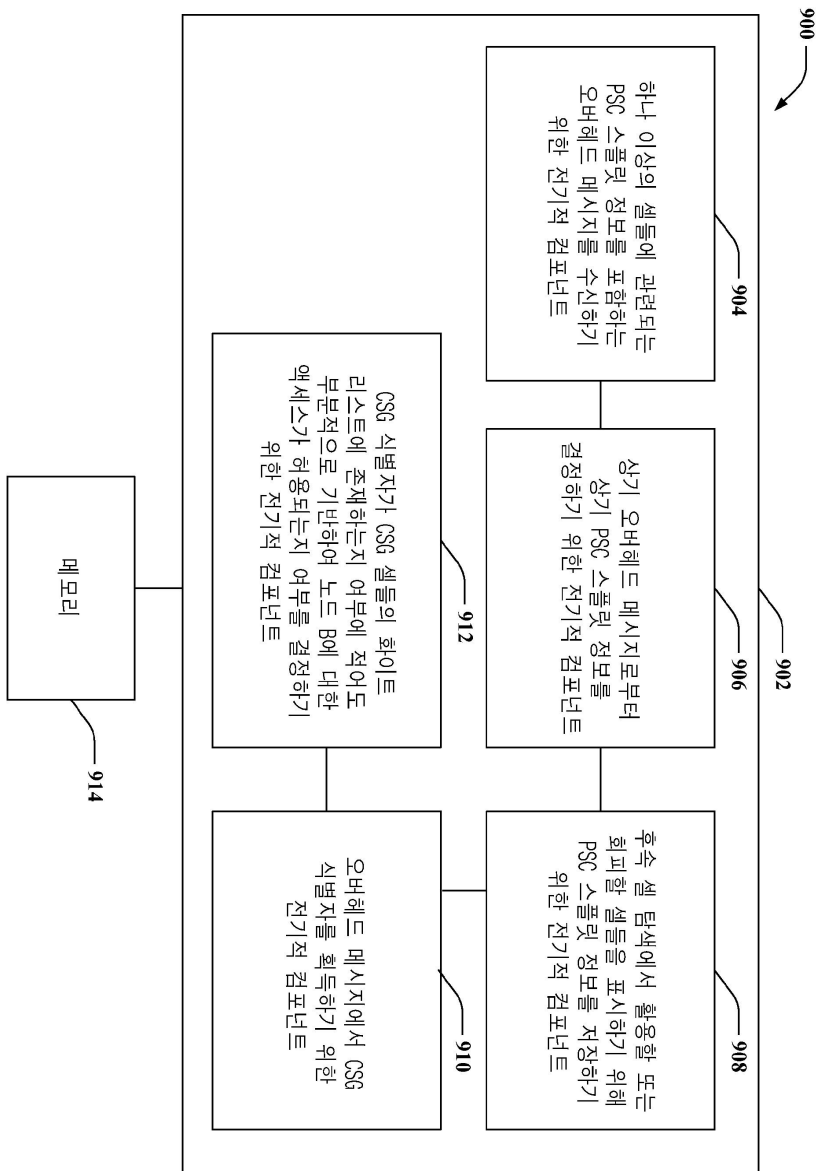 900
902
904
하나 이상의 셀들에 관련되는
PSC 스플릿 정보를 포함하는
오버헤드 메시지를 수신하기
위한 전기적 컴포넌트
906
상기 오버헤드 메시지로부터
상기 PSC 스플릿 정보를
결정하기 위한 전기적 컴포넌트
908
후속 셀 탐색에서 활용할 또는
회피할 셀들을 표시하기 위해
PSC 스플릿 정보를 저장하기
위한 전기적 컴포넌트
912
CSG 식별자가 CSG 셀들의 화이트
리스트에 존재하는지 여부에 적어도
부분적으로 기반하여 노드 B에 대한
액세스가 허용되는지 여부를 결정하기
위한 전기적 컴포넌트
910
오버헤드 메시지에서 CSG
식별자를 획득하기 위한
전기적 컴포넌트
914
메모리